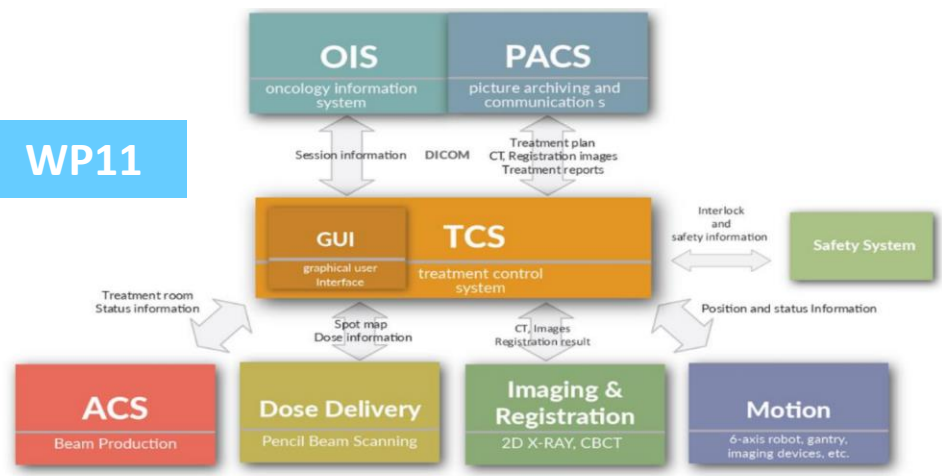 OIS
oncology information
system
PACS
picture archiving and
communication s
WP11
Session information
DICOM
Treatment plan
CT, Registration images
Treatment reports
GUI
graphical user
Interface
TCS
treatment control
system
Interlock
and
safety information
Safety System
Treatment room
Status information
Spot map
Dose information
CT, Images
Registration result
Position and status Information
ACS
Beam Production
Dose Delivery
Pencil Beam Scanning
Imaging &
Registration
2D X-RAY, CBCT
Motion
6-axis robot, gantry,
imaging devices, etc.